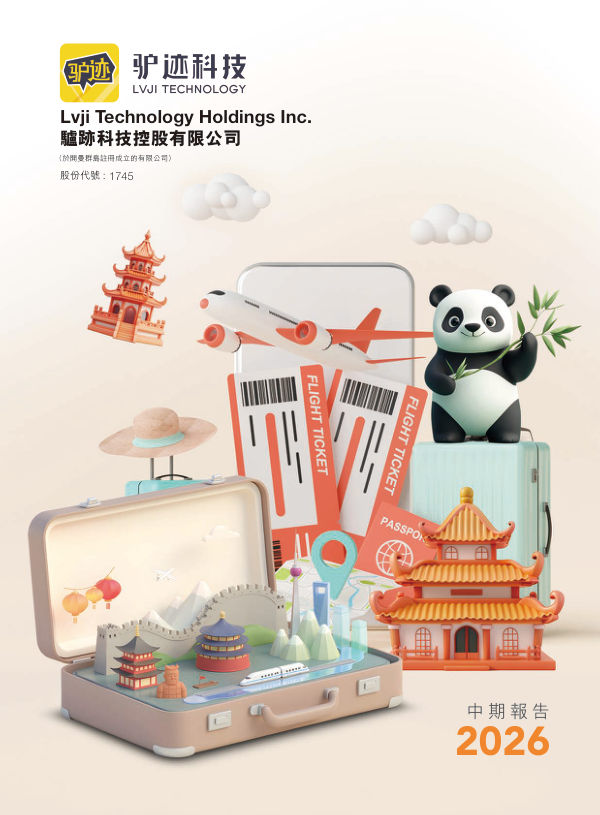 驴迹
驴迹科技
LVJI TECHNOLOGY
Lvji Technology Holdings Inc.
驢跡科技控股有限公司
(於開曼群島註冊成立的有限公司)
股份代號：1745
FLIGHT TICKET
FLIGHT TICKET
PASSPORT
中期報告
2026